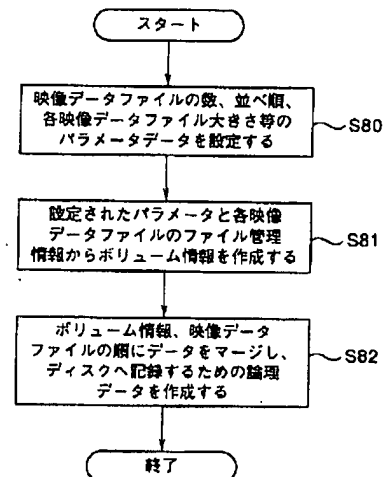 スタート
映像データファイルの数、並べ順、
各映像データファイル大きさ等の
パラメータデータを設定する
S80
設定されたパラメータと各映像
データファイルのファイル管理
情報からボリューム情報を作成する
S81
ボリューム情報、映像データ
ファイルの順にデータをマージし、
ディスクへ記録するための論理
データを作成する
S82
終了